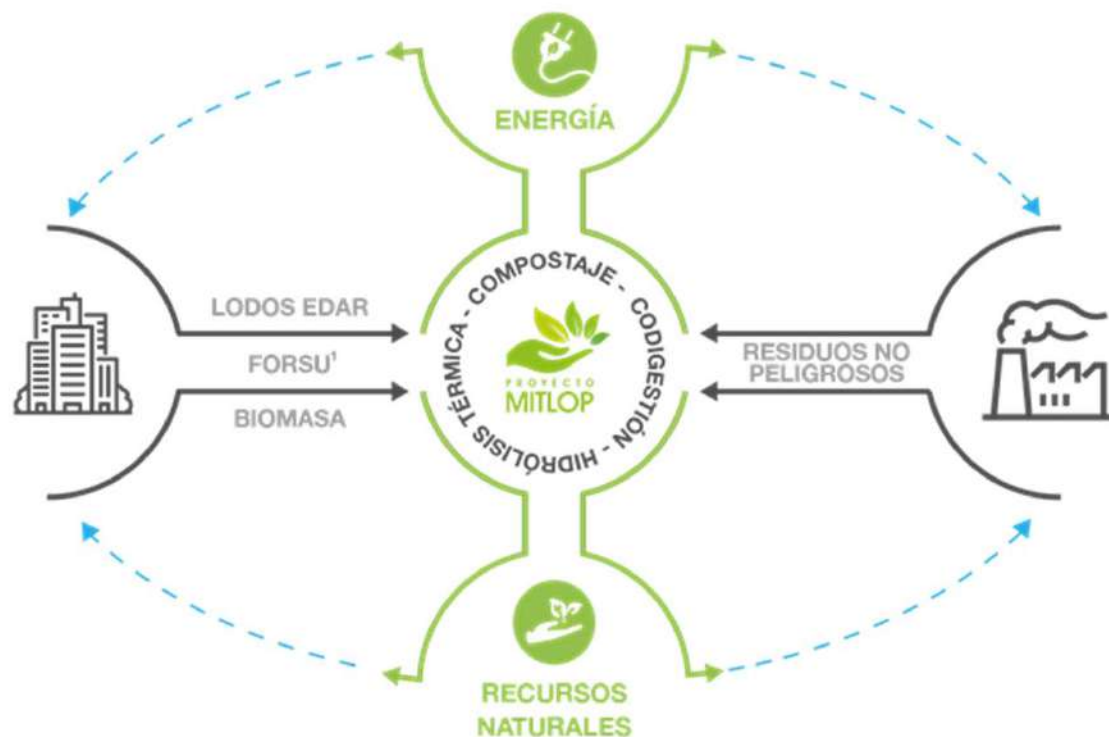 ENERGÍA
LODOS EDAR
FORSU¹
BIOMASA
HIDRÓLISIS TÉRMICA - COMPOSTAJE - CODIGESTIÓN -
PROYECTO
MITLOP
RESIDUOS NO
PELIGROSOS
RECURSOS
NATURALES